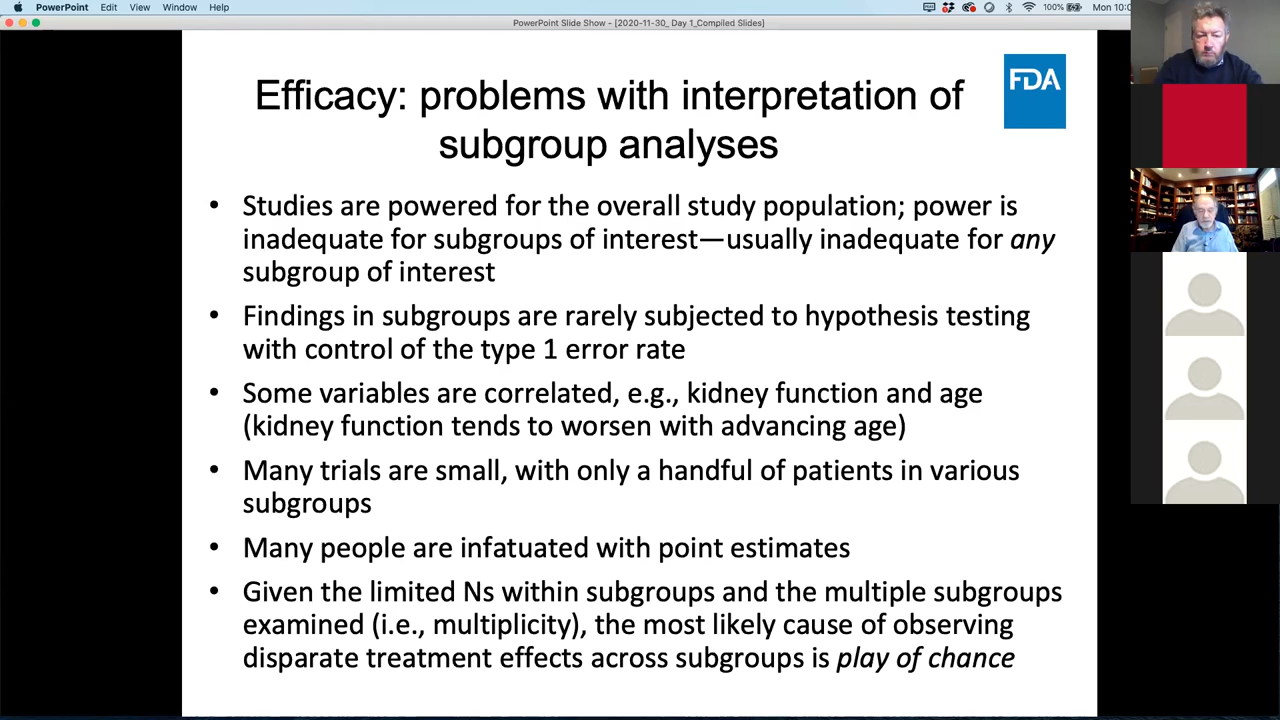 PowerPoint File Edit View Window Help
100% Mon 10:0
PowerPoint Slide Show - [2020-11-30_ Day 1_Compiled Slides]
Efficacy: problems with interpretation of
subgroup analyses
FDA
• Studies are powered for the overall study population; power is
inadequate for subgroups of interest—usually inadequate for any
subgroup of interest
• Findings in subgroups are rarely subjected to hypothesis testing
with control of the type 1 error rate
• Some variables are correlated, e.g., kidney function and age
(kidney function tends to worsen with advancing age)
• Many trials are small, with only a handful of patients in various
subgroups
• Many people are infatuated with point estimates
• Given the limited Ns within subgroups and the multiple subgroups
examined (i.e., multiplicity), the most likely cause of observing
disparate treatment effects across subgroups is play of chance